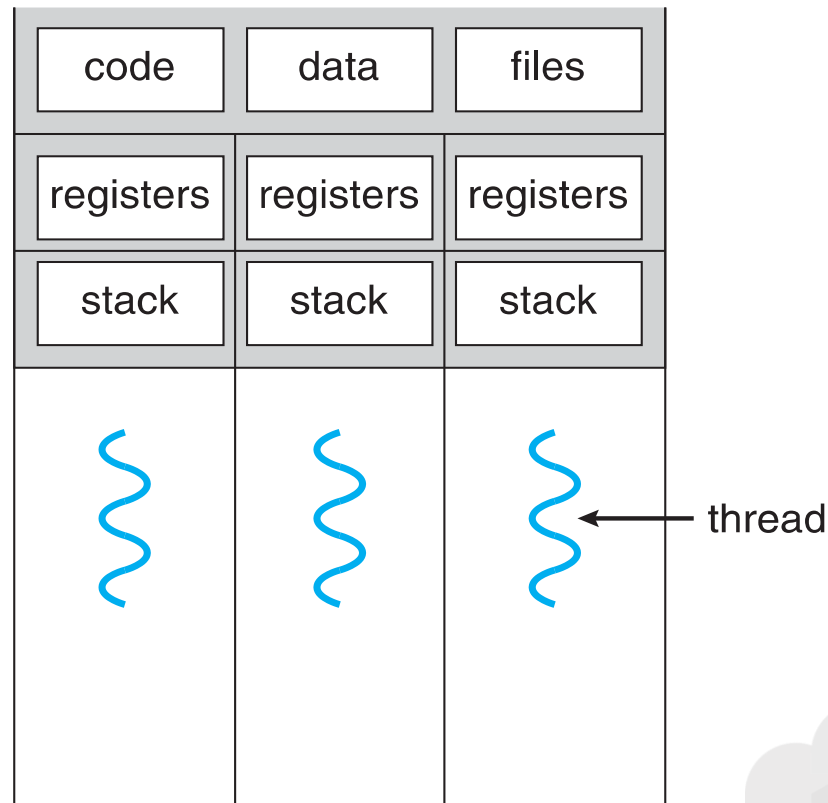 code data files
registers registers registers
stack stack stack
thread